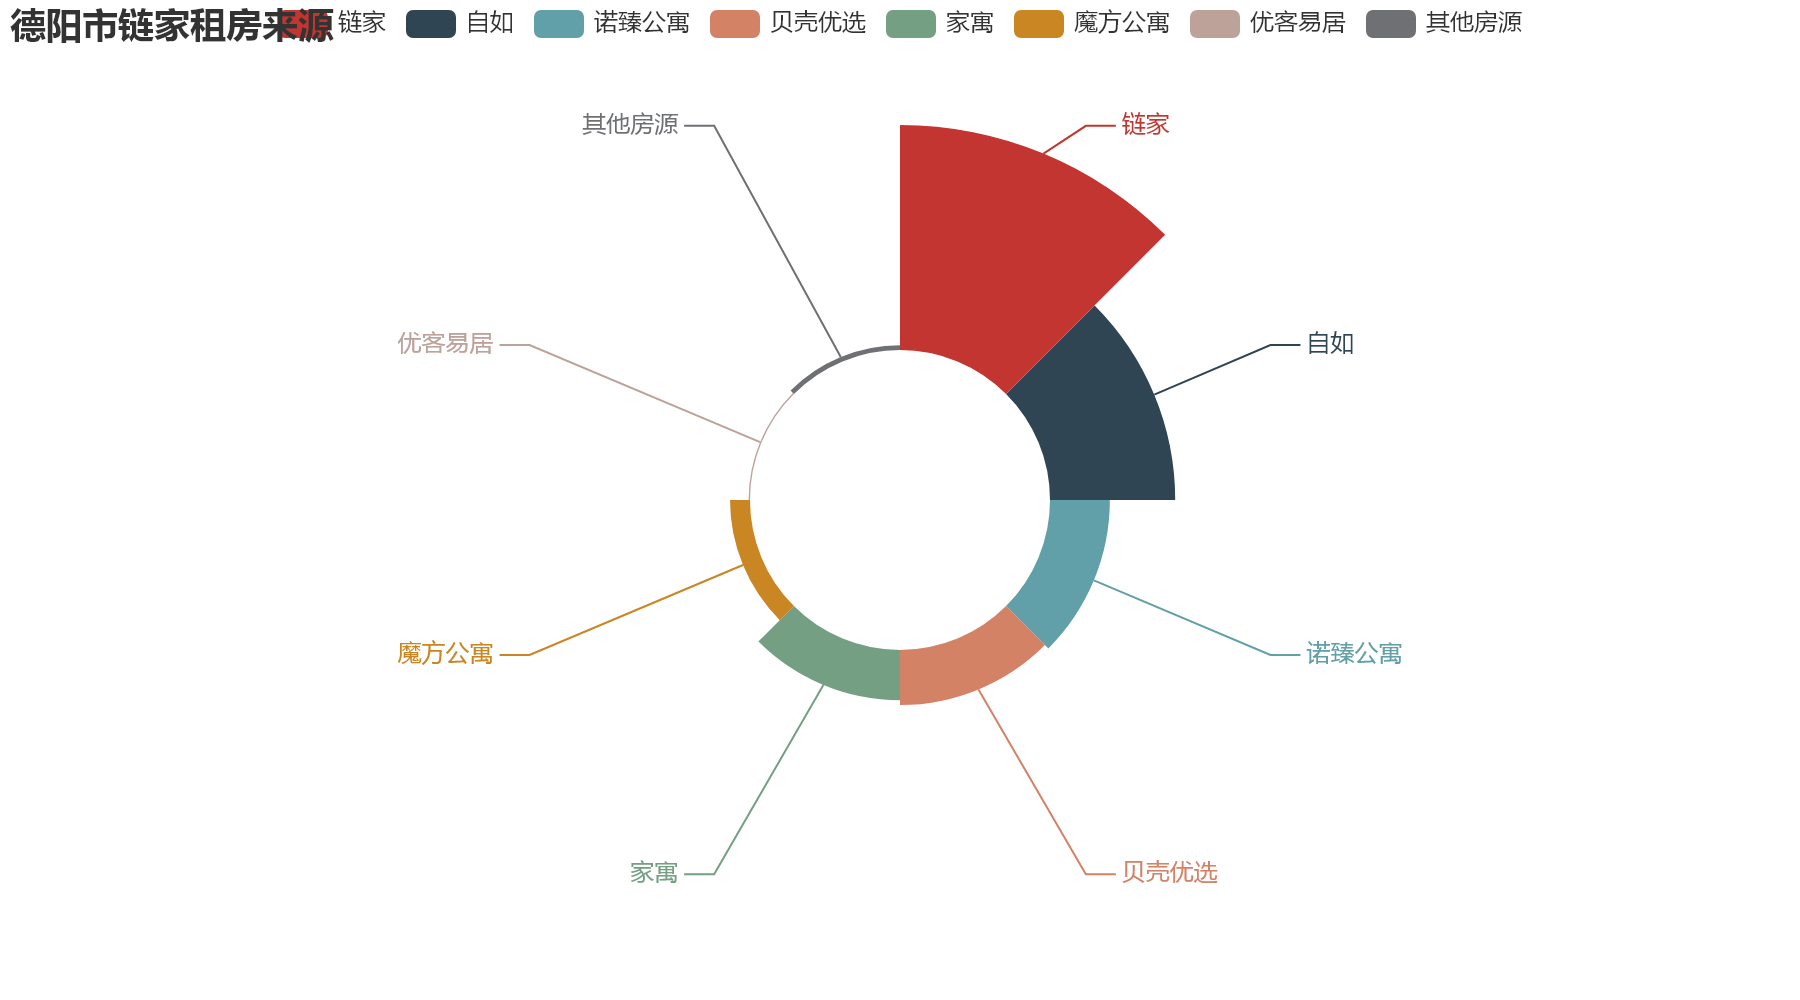 德阳市链家租房来源
链家 自如 诺臻公寓 贝壳优选 家寓 魔方公寓 优客易居 其他房源
其他房源 链家
优客易居 自如
魔方公寓 诺臻公寓
家寓 贝壳优选